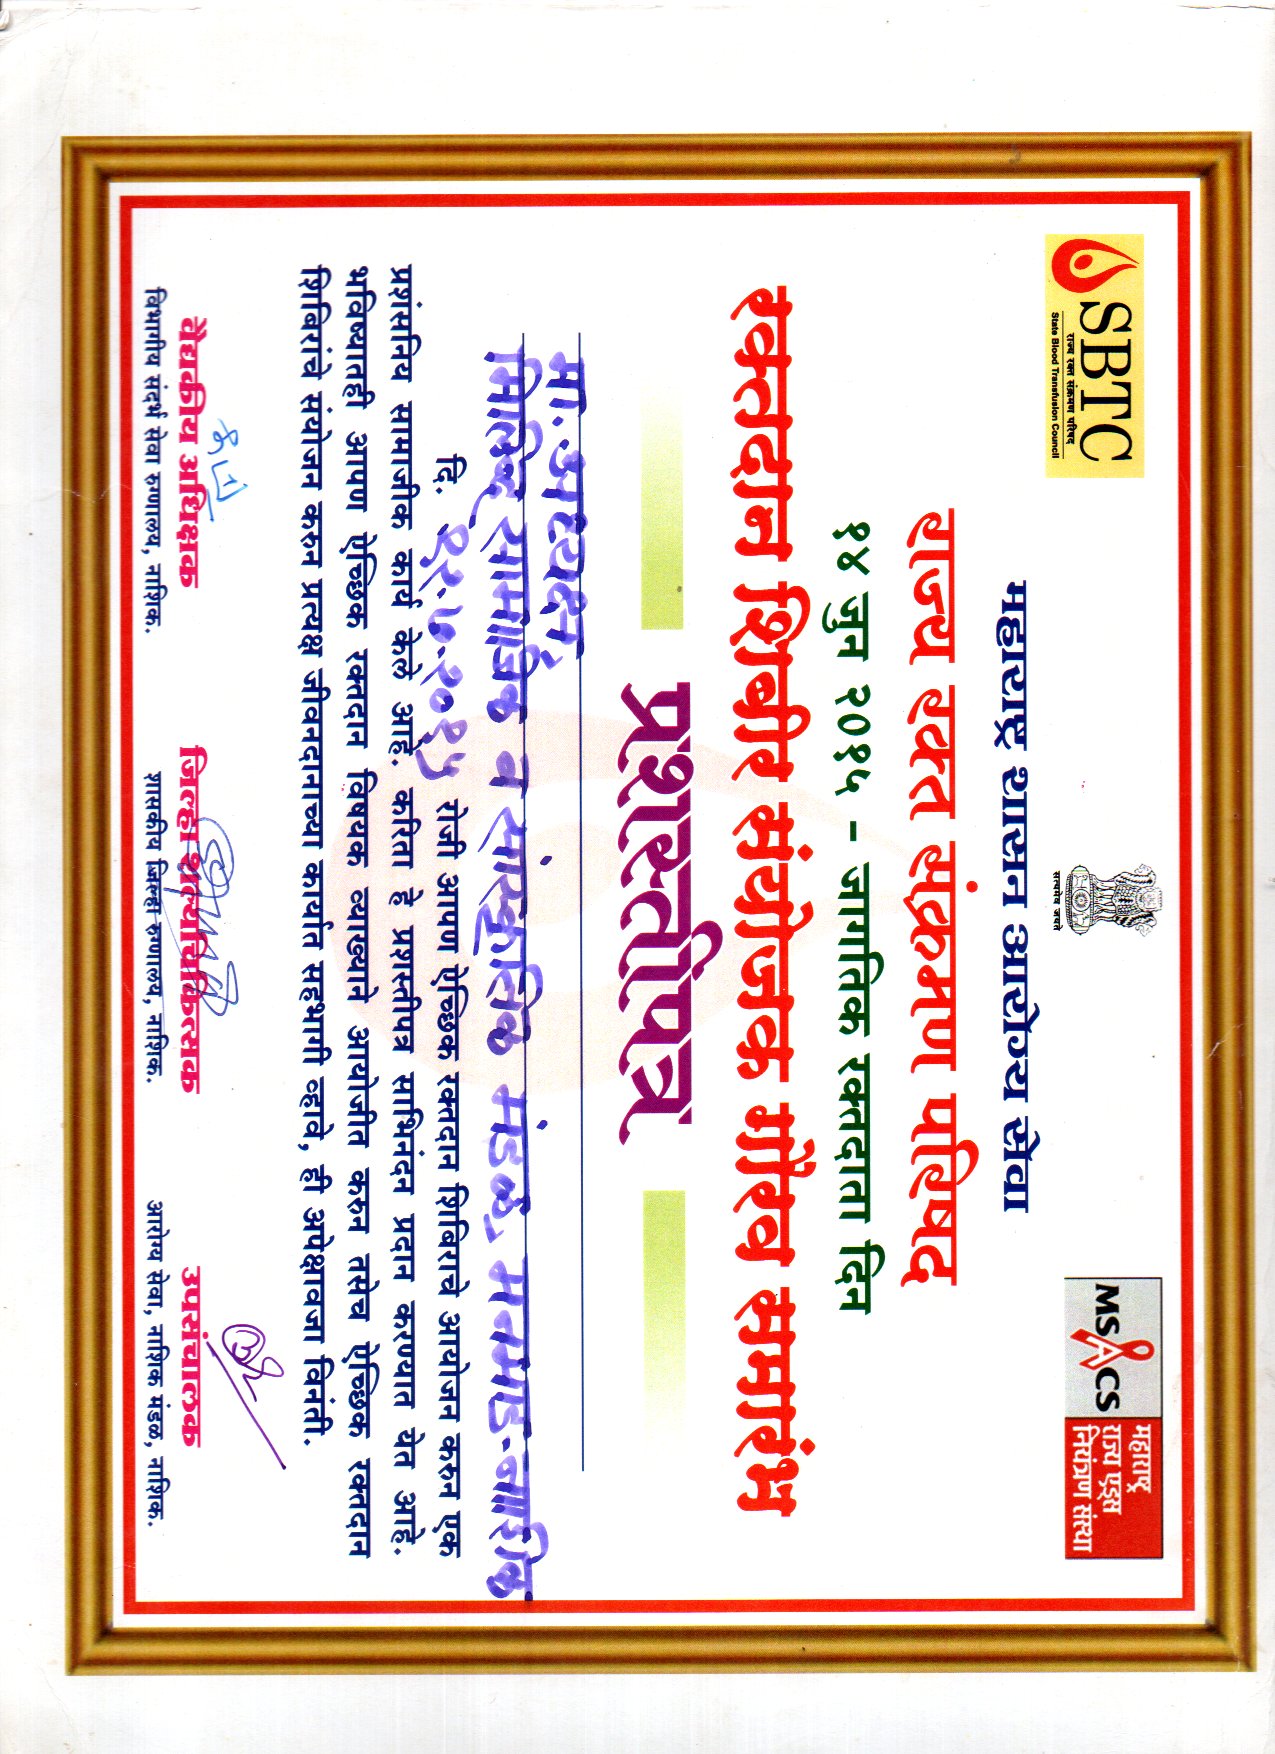 SBTC
राज्य रक्त संक्रमण परिषद
State Blood Transfusion Council
सत्यमेव जयते
MSACS
महाराष्ट्र
राज्य एड्स
नियंत्रण संस्था
महाराष्ट्र शासन आरोग्य सेवा
राज्य रक्त संक्रमण परिषद
१४ जुन २०१५ - जागतिक रक्तदाता दिन
रक्तदान शिबीर संयोजक गौरव समारंभ
प्रशस्तीपत्र
मा. अध्यक्ष,
मिलिंद सामाजिक व सांस्कृतिक मंडळ, मनमाड-नाशिक
दि. १२.७.२०१५ रोजी आपण ऐच्छिक रक्तदान शिबिराचे आयोजन करुन एक
प्रशंसनिय सामाजीक कार्य केले आहे. करिता हे प्रशस्तीपत्र साभिनंदन प्रदान करण्यात येत आहे.
भविष्यातही आपण ऐच्छिक रक्तदान विषयक व्याख्याने आयोजीत करुन तसेच ऐच्छिक रक्तदान
शिबिरांचे संयोजन करुन प्रत्यक्ष जीवनदानाच्या कार्यात सहभागी व्हावे, ही अपेक्षावजा विनंती.
वैद्यकीय अधिक्षक
विभागीय संदर्भ सेवा रुग्णालय, नाशिक.
जिल्हा शल्यचिकित्सक
शासकीय जिल्हा रुग्णालय, नाशिक.
उपसंचालक
आरोग्य सेवा, नाशिक मंडळ, नाशिक.